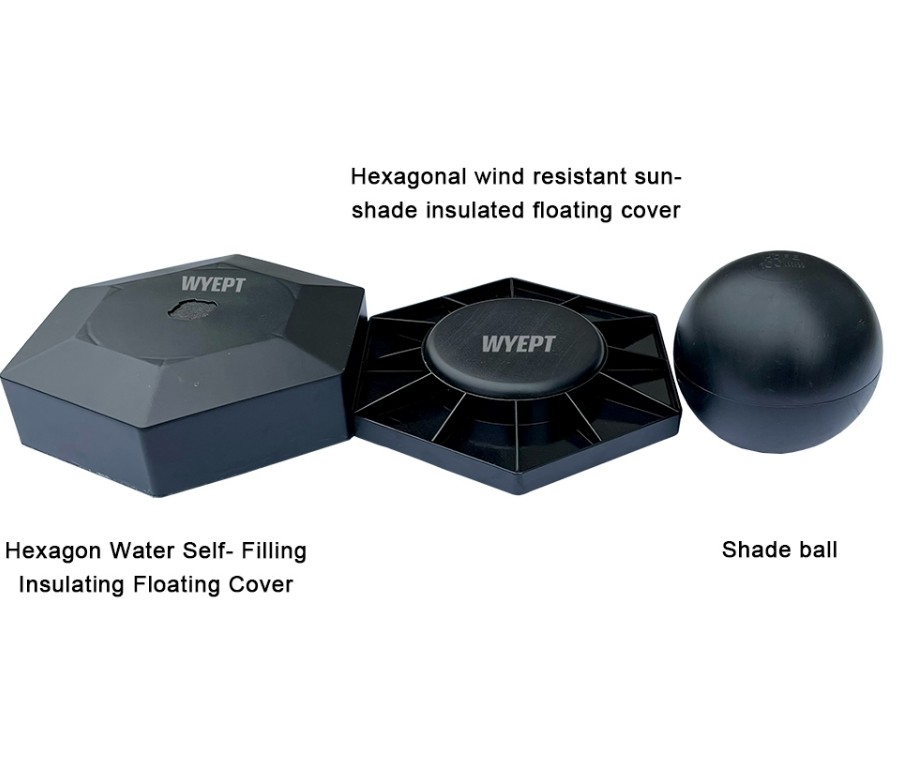 Hexagonal wind resistant sun-
shade insulated floating cover
WYEPT
WYEPT
Hexagon Water Self- Filling
Insulating Floating Cover
Shade ball